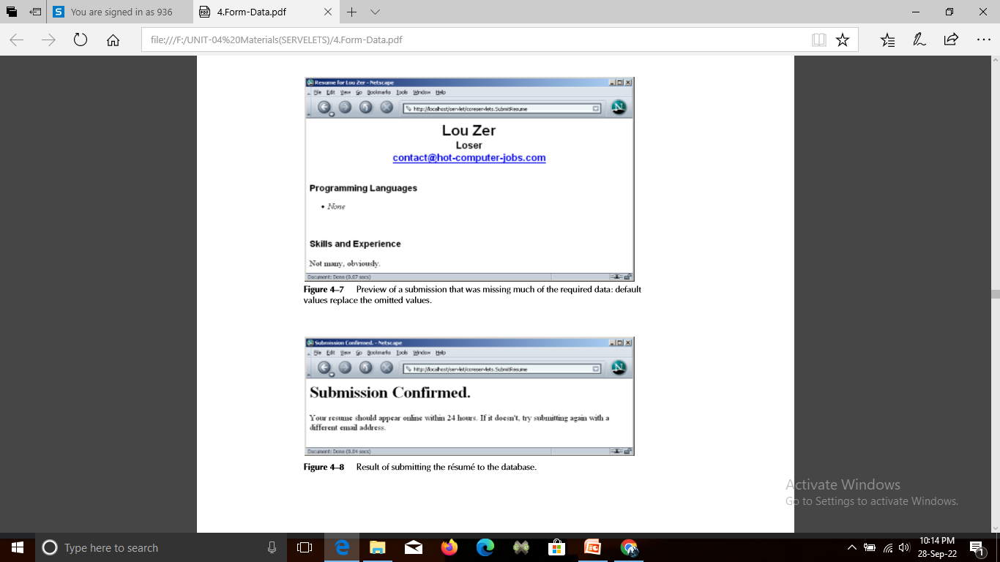 You are signed in as 936
4.Form-Data.pdf
file:///F:/UNIT-04%20Materials(SERVELETS)/4.Form-Data.pdf
Resume for Lou Zer - Netscape
File Edit View Go Bookmarks Tools Window Help
http://localhost/servlet/coreservlets.SubmitResume
N
Lou Zer
Loser
contact@hot-computer-jobs.com
Programming Languages
• None
Skills and Experience
Not many, obviously.
Document: Done (0.07 secs)
Figure 4–7 Preview of a submission that was missing much of the required data: default
values replace the omitted values.
Submission Confirmed. - Netscape
File Edit View Go Bookmarks Tools Window Help
http://localhost/servlet/coreservlets.SubmitResume
N
Submission Confirmed.
Your resume should appear online within 24 hours. If it doesn't, try submitting again with a
different email address.
Document: Done (0.04 secs)
Figure 4–8 Result of submitting the résumé to the database.
Activate Windows
Go to Settings to activate Windows.
Type here to search
10:14 PM
28-Sep-22
1